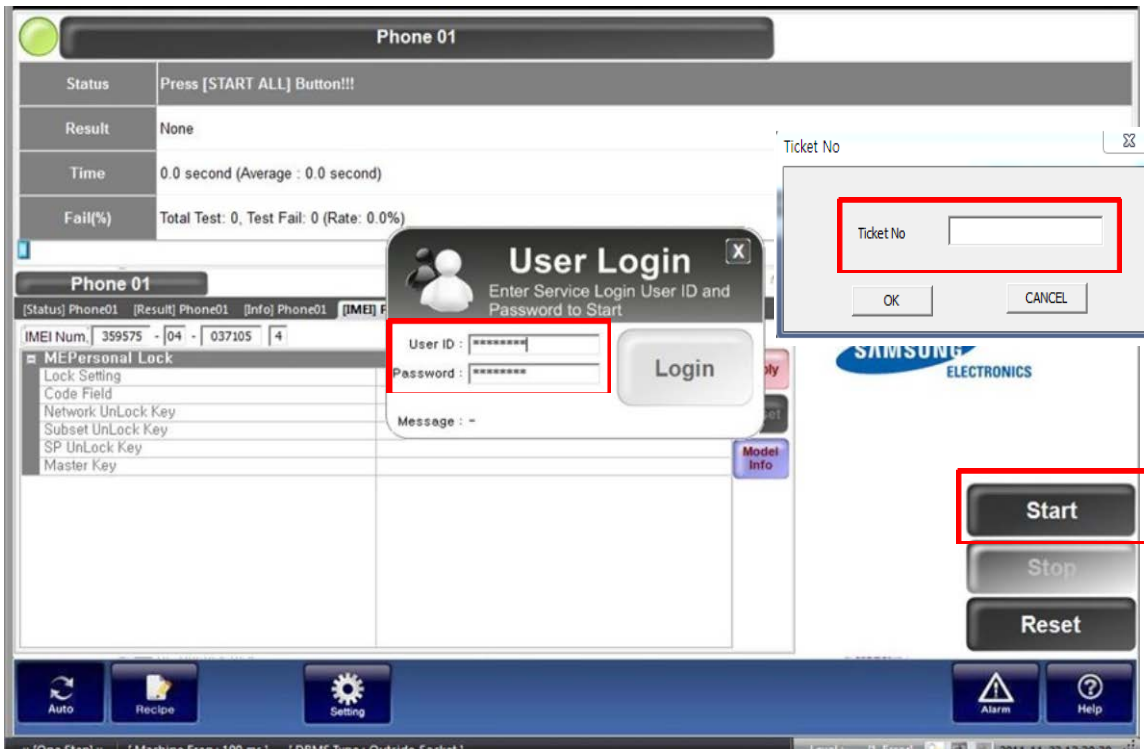 Phone 01
Status Press [START ALL] Button!!!
Result None
Time 0.0 second (Average : 0.0 second)
Fail(%) Total Test: 0, Test Fail: 0 (Rate: 0.0%)
Ticket No
Ticket No
OK CANCEL
User Login X
Enter Service Login User ID and
Password to Start
User ID : ********
Password : ********
Login
Message : -
Phone 01
[Status] Phone01 [Result] Phone01 [Info] Phone01 [IMEI]
IMEI Num. 359575 - 04 - 037105 4
MEPersonal Lock
Lock Setting
Code Field
Network UnLock Key
Subset UnLock Key
SP UnLock Key
Master Key
Model
Info
SAMSUNG
ELECTRONICS
Start
Stop
Reset
Auto
Recipe
Setting
Alarm
Help